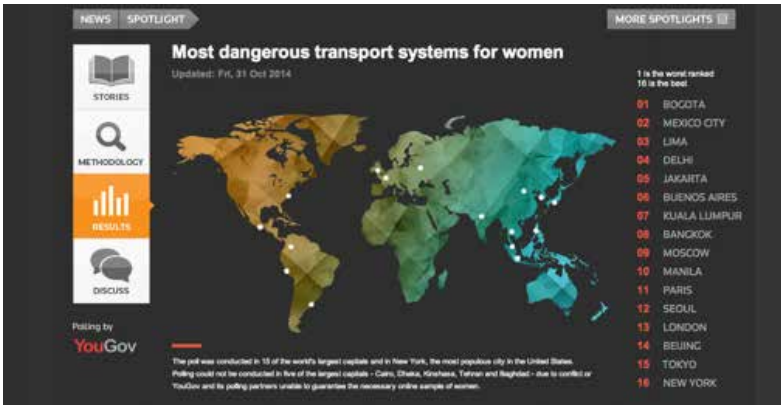 NEWS SPOTLIGHT
MORE SPOTLIGHTS
Most dangerous transport systems for women
Updated: Fri, 31 Oct 2014
STORIES
METHODOLOGY
RESULTS
DISCUSS
Polling by
YouGov
1 is the worst ranked
16 is the best
01 BOGOTA
02 MEXICO CITY
03 LIMA
04 DELHI
05 JAKARTA
06 BUENOS AIRES
07 KUALA LUMPUR
08 BANGKOK
09 MOSCOW
10 MANILA
11 PARIS
12 SEOUL
13 LONDON
14 BEIJING
15 TOKYO
16 NEW YORK
The poll was conducted in 15 of the world's largest capitals and in New York, the most populous city in the United States.
Polling could not be conducted in five of the largest capitals - Cairo, Dhaka, Kinshasa, Tehran and Baghdad - due to conflict or
YouGov and its polling partners unable to guarantee the necessary online sample of women.